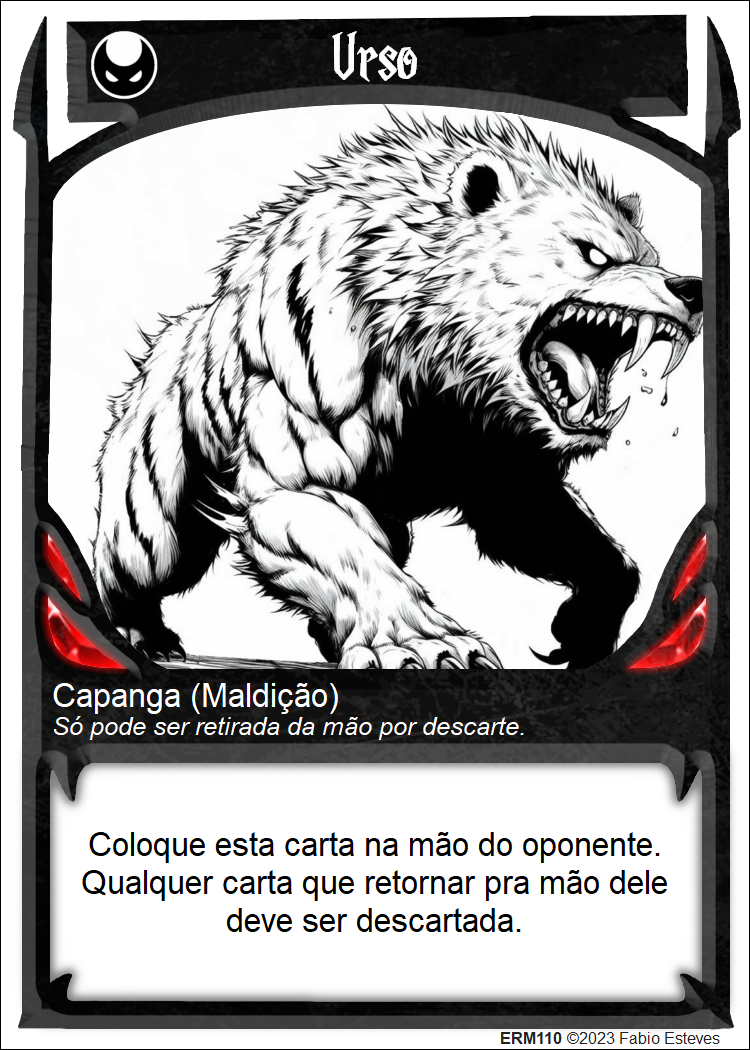 Urso
Capanga (Maldição)
Só pode ser retirada da mão por descarte.
Coloque esta carta na mão do oponente.
Qualquer carta que retornar pra mão dele
deve ser descartada.
ERM110 ©2023 Fabio Esteves